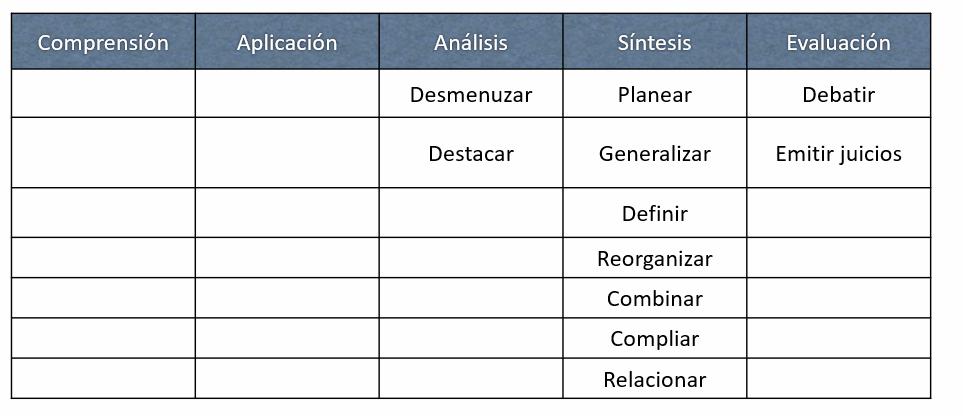 Comprensión Aplicación Análisis Síntesis Evaluación
Desmenuzar Planear Debatir
Destacar Generalizar Emitir juicios
Definir
Reorganizar
Combinar
Compliar
Relacionar